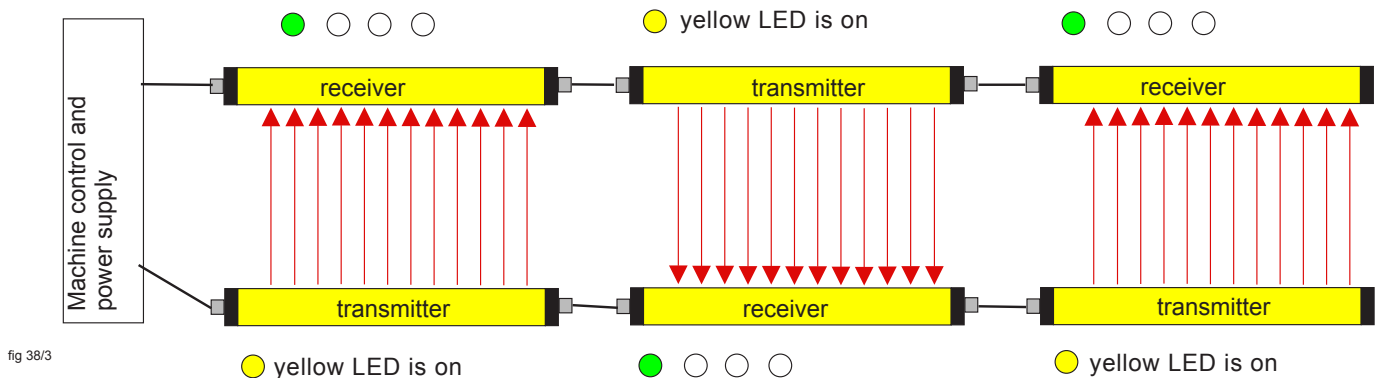 yellow LED is on
Machine control and
power supply
receiver
transmitter
receiver
transmitter
receiver
transmitter
fig 38/3
yellow LED is on
yellow LED is on